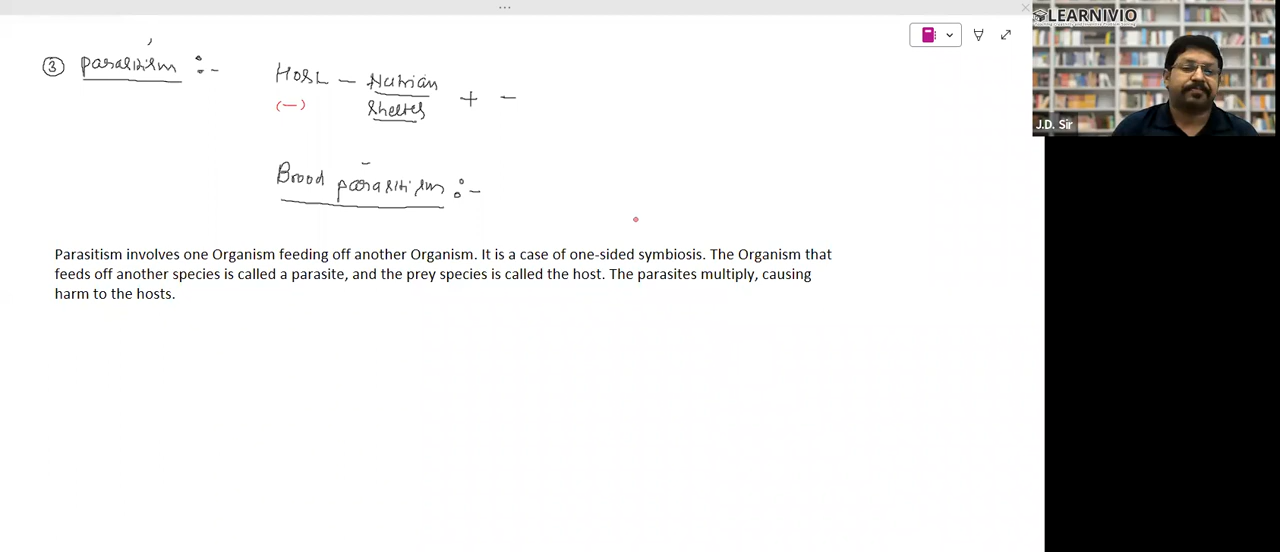 LEARNIVIO
③ parasitism :-
Host - Nutrian
(-) Shelter + -
J.D. Sir
Brood parasitism :-
Parasitism involves one Organism feeding off another Organism. It is a case of one-sided symbiosis. The Organism that
feeds off another species is called a parasite, and the prey species is called the host. The parasites multiply, causing
harm to the hosts.